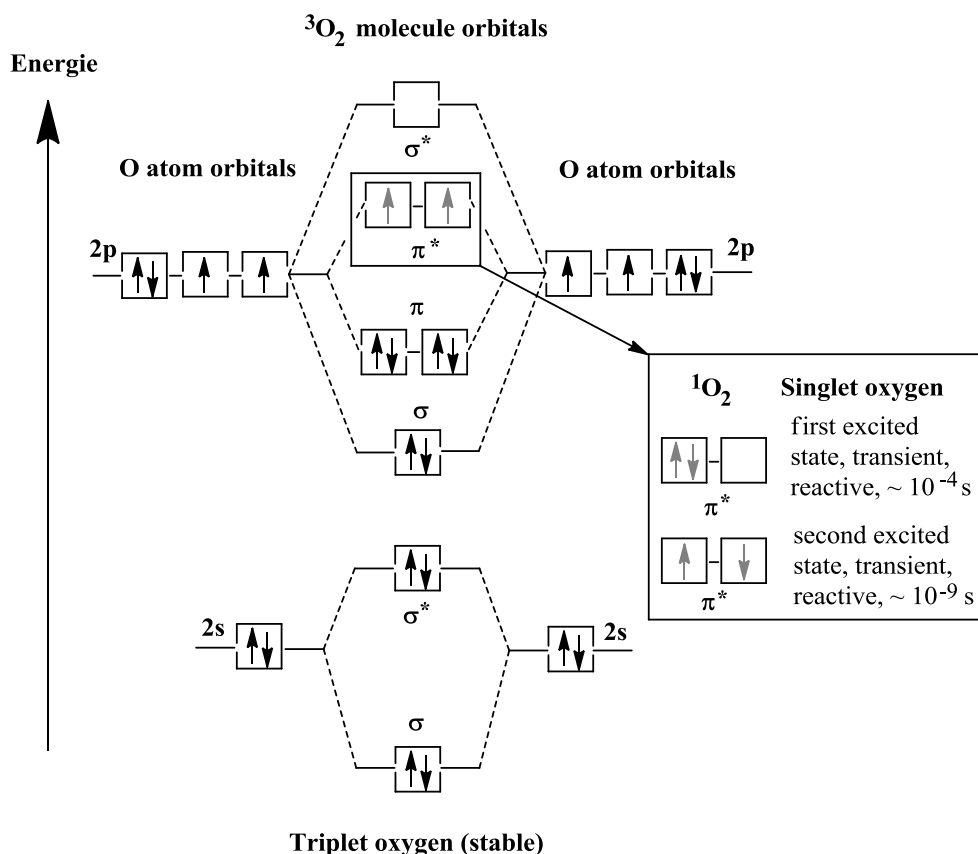 ³O₂ molecule orbitals
Energie
σ*
O atom orbitals
O atom orbitals
2p
π*
2p
π
σ
¹O₂ Singlet oxygen
first excited
state, transient,
reactive, ~ 10⁻⁴ s
π*
second excited
state, transient,
reactive, ~ 10⁻⁹ s
π*
σ*
2s
2s
σ
Triplet oxygen (stable)